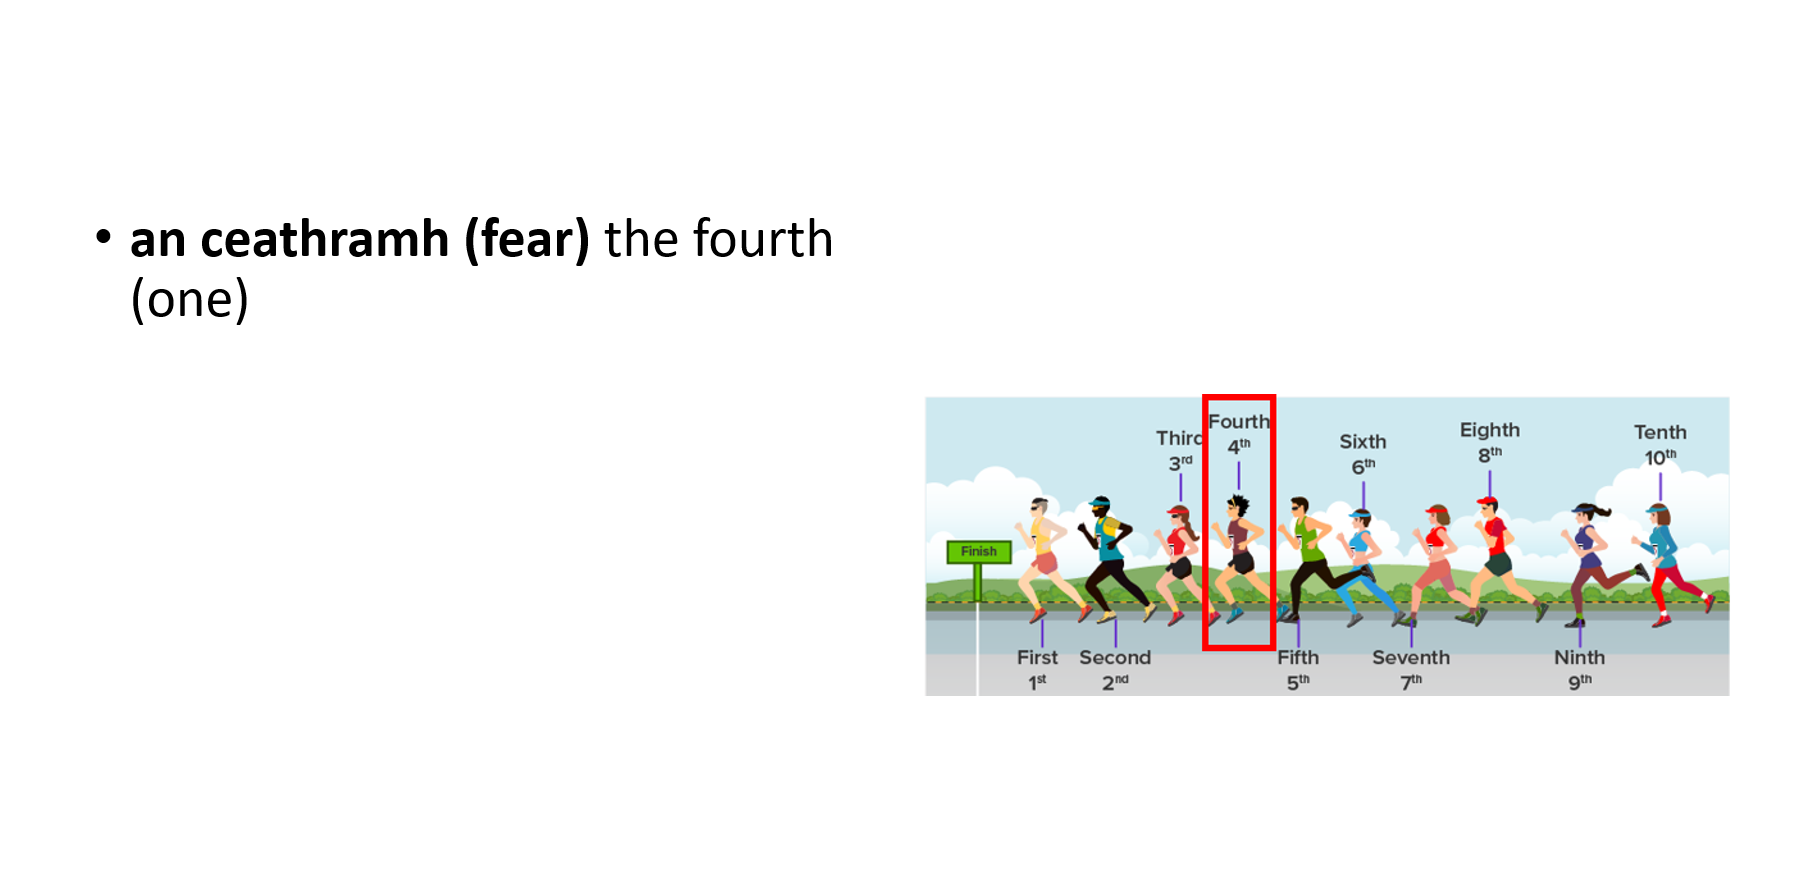 • an ceathramh (fear) the fourth
(one)
Fourth
4th
Third
3rd
Sixth
6th
Eighth
8th
Tenth
10th
Finish
First
1st
Second
2nd
Fifth
5th
Seventh
7th
Ninth
9th